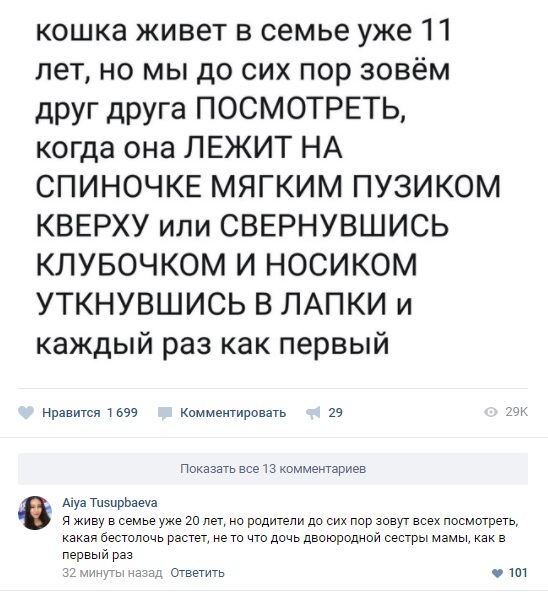 кошка живет в семье уже 11
лет, но мы до сих пор зовём
друг друга ПОСМОТРЕТЬ,
когда она ЛЕЖИТ НА
СПИНОЧКЕ МЯГКИМ ПУЗИКОМ
КВЕРХУ или СВЕРНУВШИСЬ
КЛУБОЧКОМ И НОСИКОМ
УТКНУВШИСЬ В ЛАПКИ и
каждый раз как первый
Нравится 1 699 Комментировать 29 29K
Показать все 13 комментариев
Aiya Tusupbaeva
Я живу в семье уже 20 лет, но родители до сих пор зовут всех посмотреть,
какая бестолочь растет, не то что дочь двоюродной сестры мамы, как в
первый раз
32 минуты назад Ответить 101